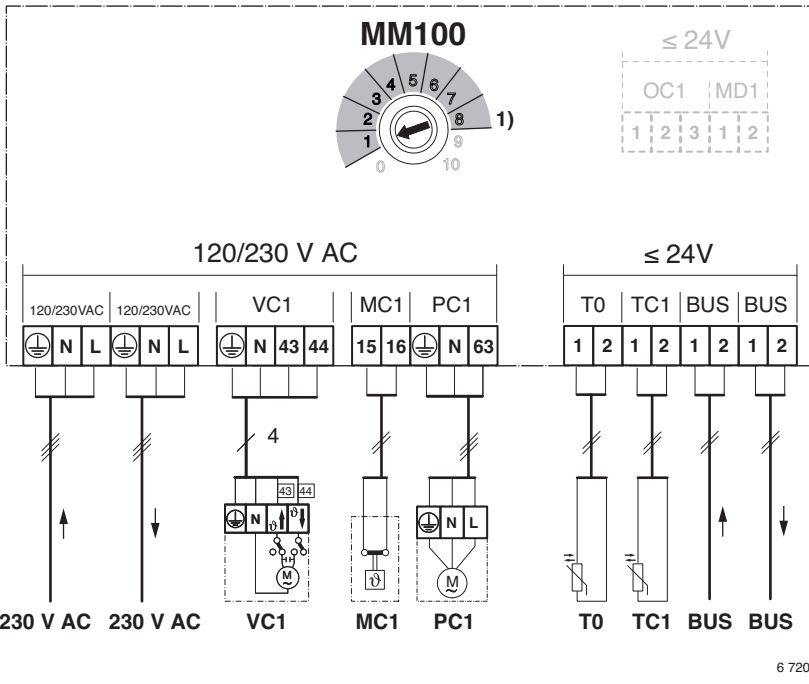 MM100
≤ 24V
OC1 MD1
1 2 3 1 2
0 1 2 3 4 5 6 7 8 9 10
1)
120/230 V AC
≤ 24V
120/230VAC 120/230VAC VC1 MC1 PC1 T0 TC1 BUS BUS
N L N L N 43 44 15 16 N 63 1 2 1 2 1 2 1 2
4
43 44
N ϑ ϑ N L
M ~ ϑ M ~
230 V AC 230 V AC VC1 MC1 PC1 T0 TC1 BUS BUS
6 720